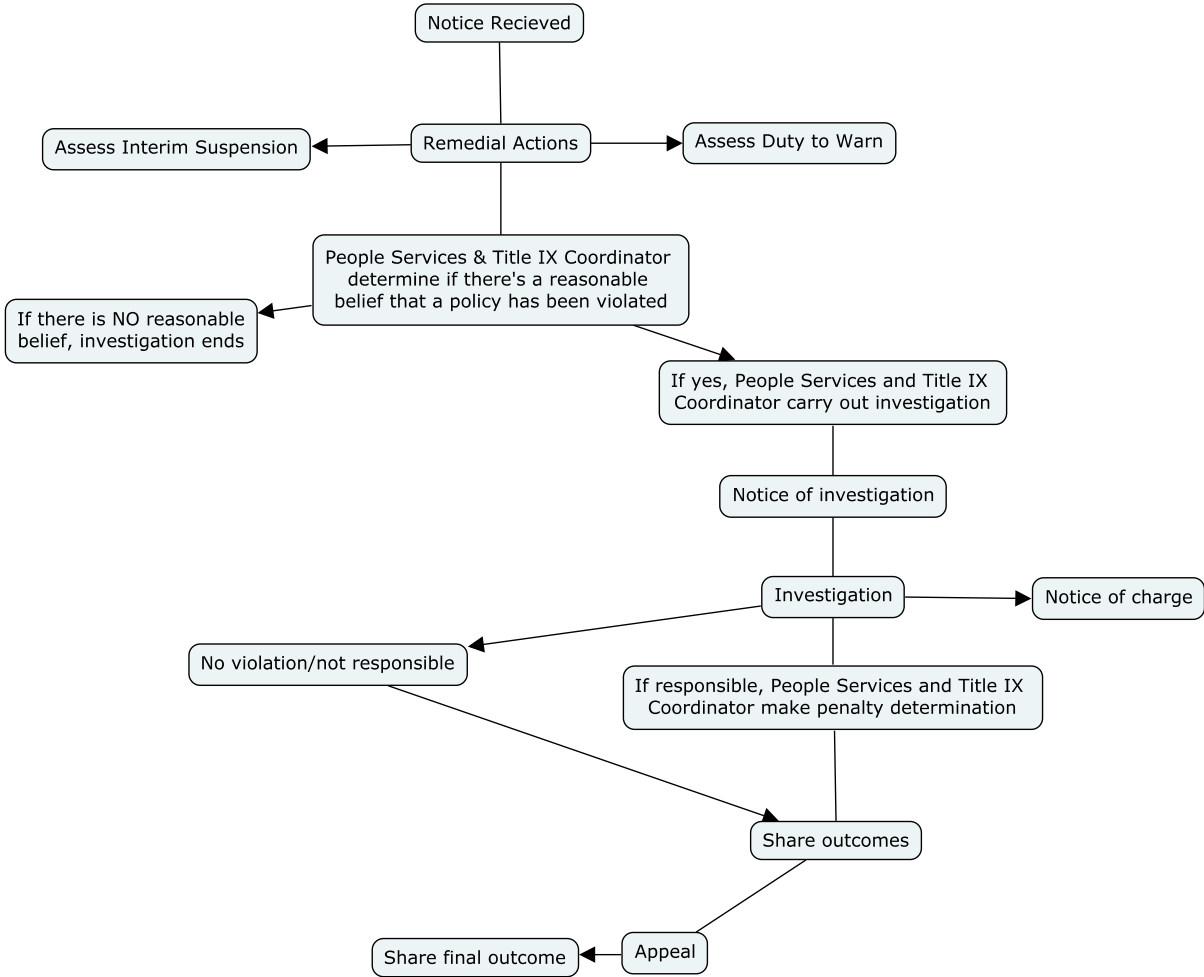 Notice Recieved
Assess Interim Suspension
Remedial Actions
Assess Duty to Warn
People Services & Title IX Coordinator
determine if there's a reasonable
belief that a policy has been violated
If there is NO reasonable
belief, investigation ends
If yes, People Services and Title IX
Coordinator carry out investigation
Notice of investigation
Investigation
Notice of charge
No violation/not responsible
If responsible, People Services and Title IX
Coordinator make penalty determination
Share outcomes
Appeal
Share final outcome